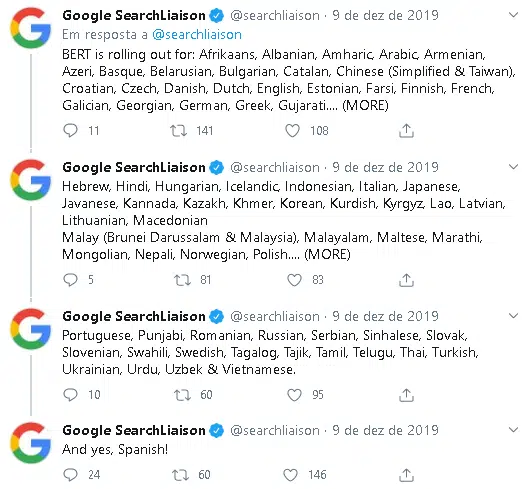 Google SearchLiaison @searchliaison · 9 de dez de 2019
Em resposta a @searchliaison
BERT is rolling out for: Afrikaans, Albanian, Amharic, Arabic, Armenian,
Azeri, Basque, Belarusian, Bulgarian, Catalan, Chinese (Simplified & Taiwan),
Croatian, Czech, Danish, Dutch, English, Estonian, Farsi, Finnish, French,
Galician, Georgian, German, Greek, Gujarati.... (MORE)
11 141 108
Google SearchLiaison @searchliaison · 9 de dez de 2019
Hebrew, Hindi, Hungarian, Icelandic, Indonesian, Italian, Japanese,
Javanese, Kannada, Kazakh, Khmer, Korean, Kurdish, Kyrgyz, Lao, Latvian,
Lithuanian, Macedonian
Malay (Brunei Darussalam & Malaysia), Malayalam, Maltese, Marathi,
Mongolian, Nepali, Norwegian, Polish.... (MORE)
5 81 83
Google SearchLiaison @searchliaison · 9 de dez de 2019
Portuguese, Punjabi, Romanian, Russian, Serbian, Sinhalese, Slovak,
Slovenian, Swahili, Swedish, Tagalog, Tajik, Tamil, Telugu, Thai, Turkish,
Ukrainian, Urdu, Uzbek & Vietnamese.
10 60 95
Google SearchLiaison @searchliaison · 9 de dez de 2019
And yes, Spanish!
24 60 146